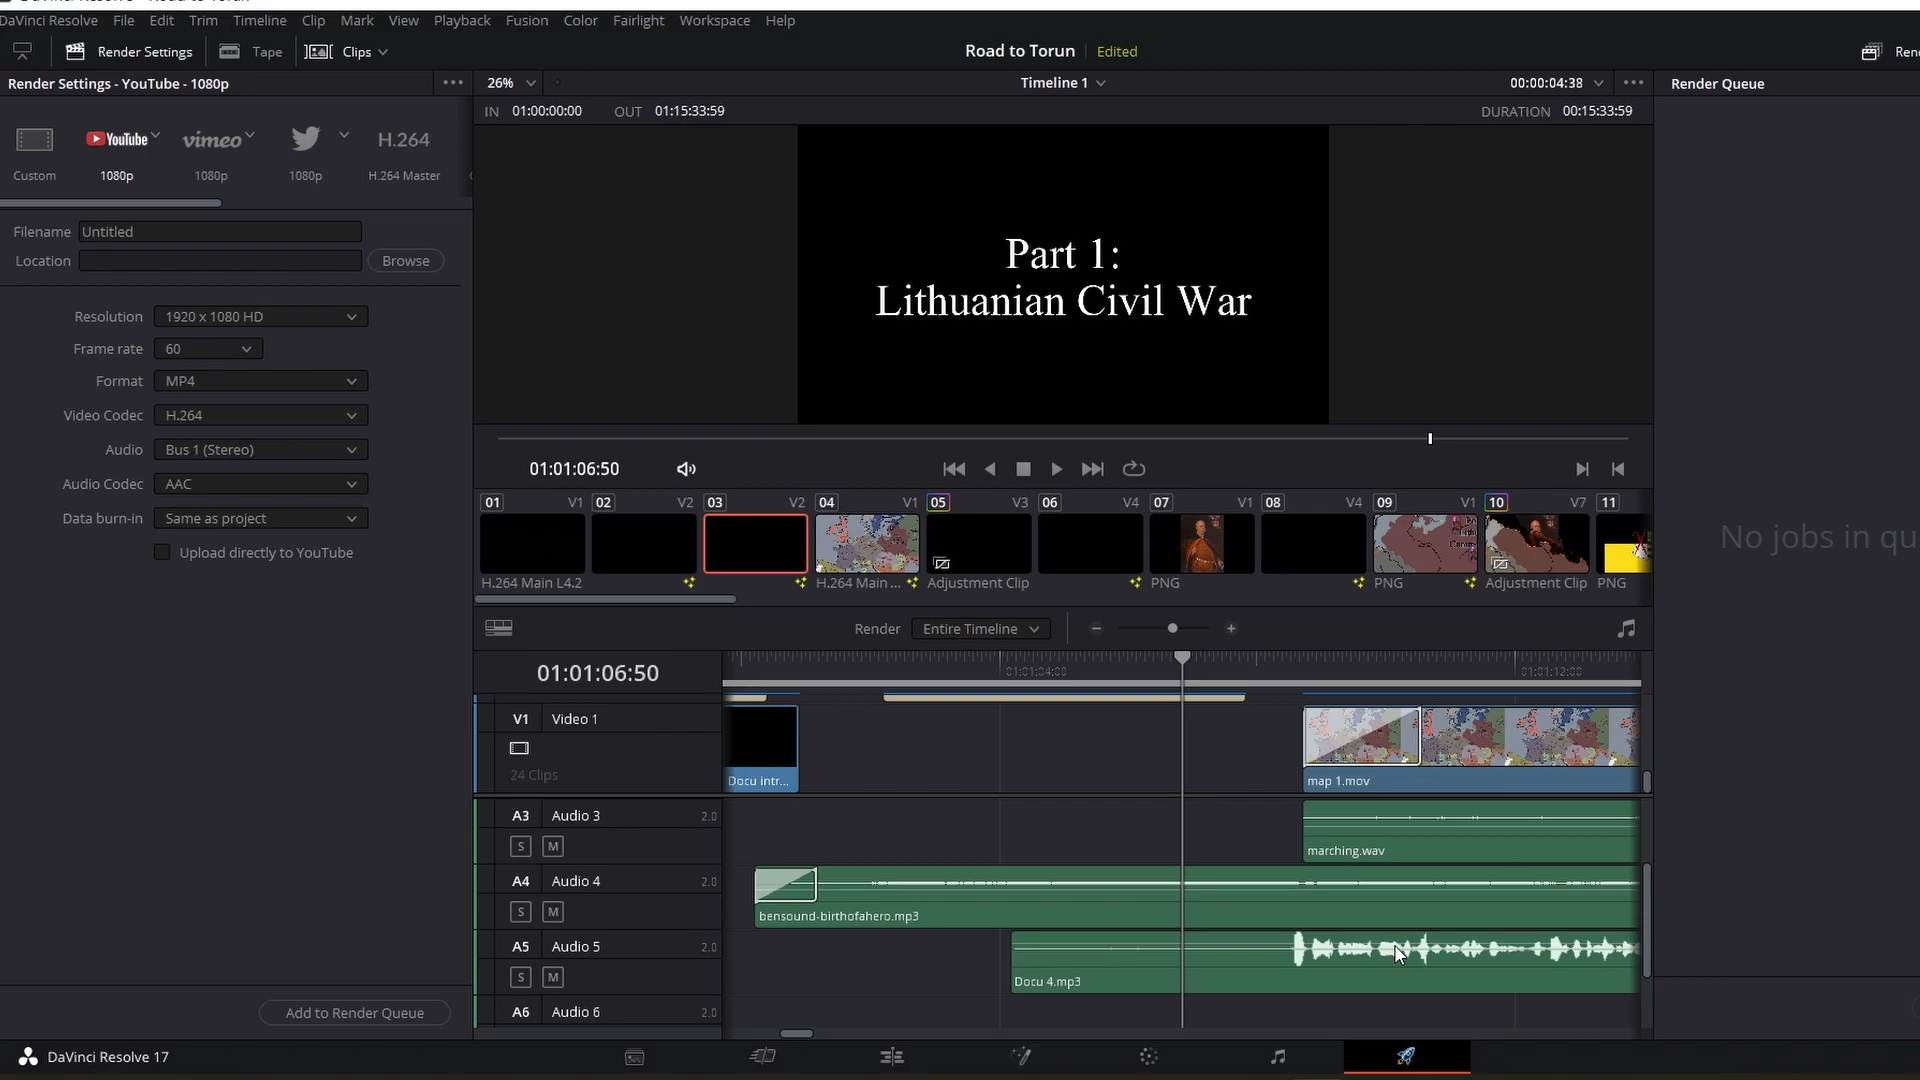 DaVinci Resolve File Edit Trim Timeline Clip Mark View Playback Fusion Color Fairlight Workspace Help
Render Settings Tape Clips Road to Torun Edited
Render Settings - YouTube - 1080p 26% Timeline 1 00:00:04:38 Render Queue
IN 01:00:00:00 OUT 01:15:33:59 DURATION 00:15:33:59
YouTube vimeo H.264
Custom 1080p 1080p 1080p H.264 Master
Part 1:
Lithuanian Civil War
Filename Untitled
Location Browse
Resolution 1920 x 1080 HD
Frame rate 60
Format MP4
Video Codec H.264
Audio Bus 1 (Stereo)
Audio Codec AAC
Data burn-in Same as project
Upload directly to YouTube
01:01:06:50
01 V1 02 V2 03 V2 04 V1 05 V3 06 V4 07 V1 08 V4 09 V1 10 V7 11
No jobs in qu
H.264 Main L4.2 H.264 Main ... Adjustment Clip PNG PNG Adjustment Clip PNG
Render Entire Timeline
01:01:06:50 01:01:04:00 01:01:12:00
V1 Video 1
24 Clips Docu intr... map 1.mov
A3 Audio 3 2.0
S M marching.wav
A4 Audio 4 2.0
S M bensound-birthofahero.mp3
A5 Audio 5 2.0
S M Docu 4.mp3
A6 Audio 6 2.0
Add to Render Queue
DaVinci Resolve 17